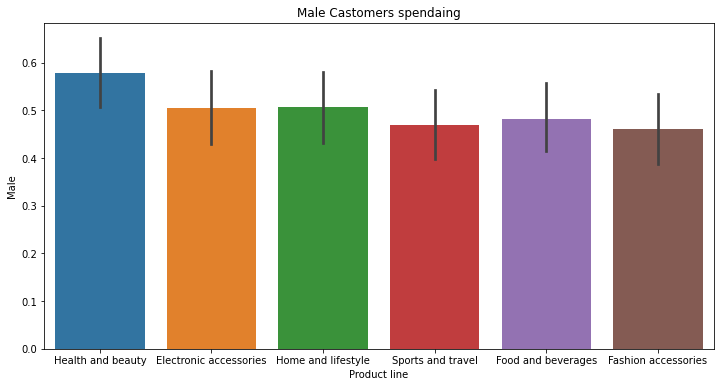 Male Castomers spendaing
0.6
0.5
0.4
0.3
0.2
0.1
0.0
Male
Health and beauty Electronic accessories Home and lifestyle Sports and travel Food and beverages Fashion accessories
Product line